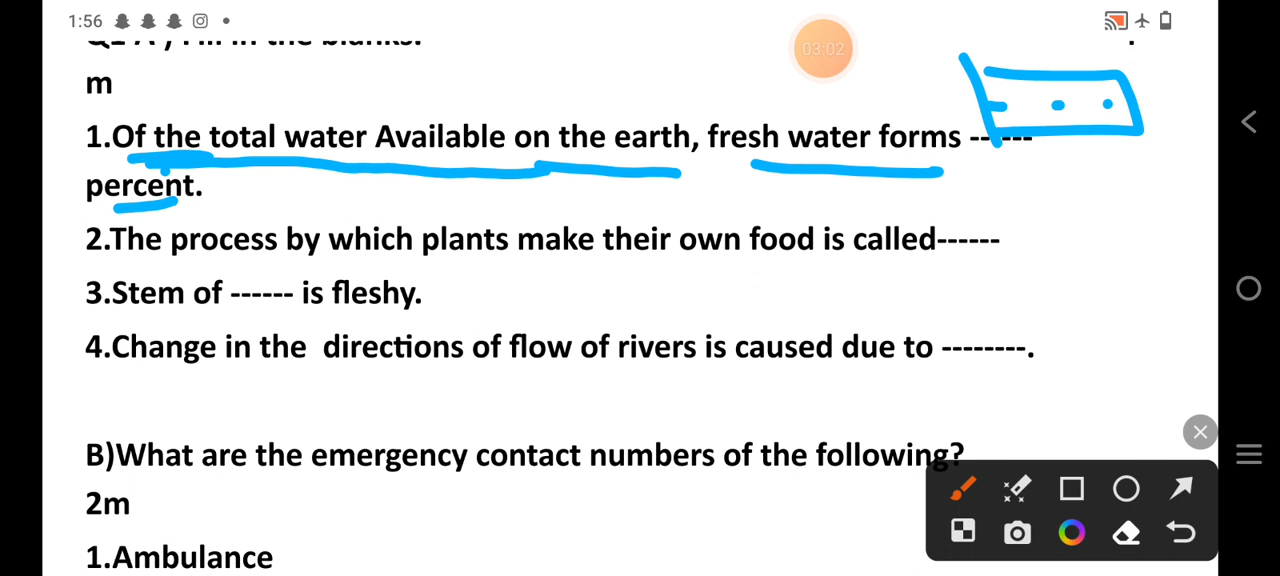 1:56
03:02
m
1.Of the total water Available on the earth, fresh water forms ------
percent.
2.The process by which plants make their own food is called------
3.Stem of ------ is fleshy.
4.Change in the  directions of flow of rivers is caused due to --------.
B)What are the emergency contact numbers of the following?
2m
1.Ambulance